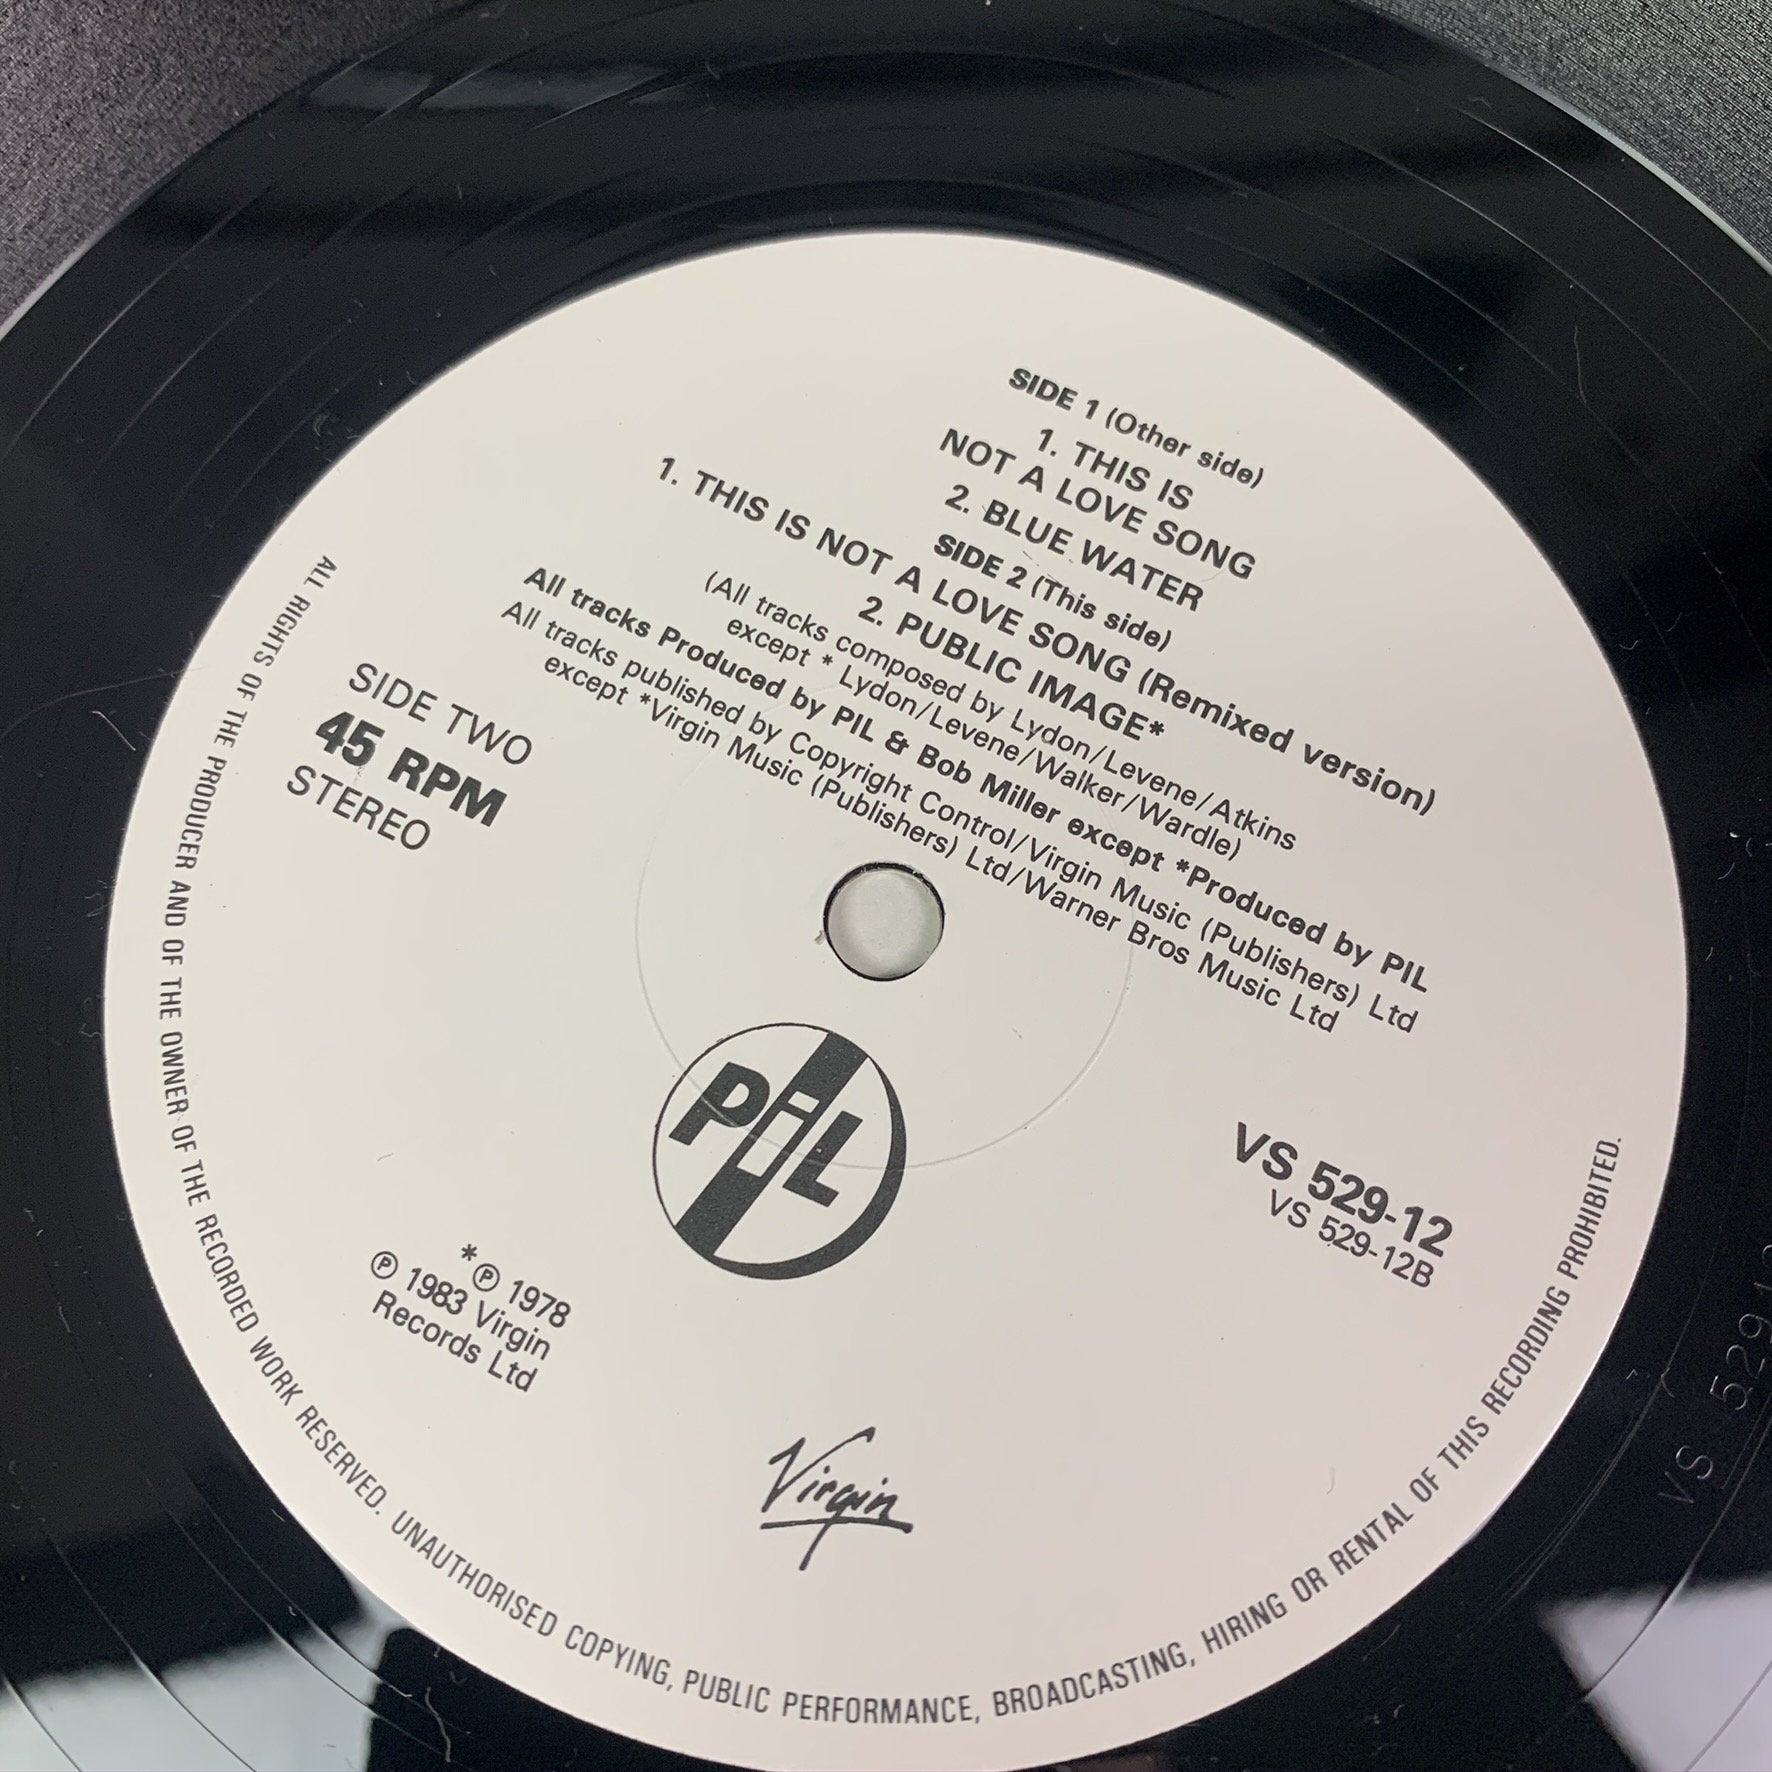 SIDE 1 (Other side)
1. THIS IS
NOT A LOVE SONG
2. BLUE WATER
SIDE 2 (This side)
1. THIS IS NOT A LOVE SONG (Remixed version)
2. PUBLIC IMAGE*
(All tracks composed by Lydon/Levene/Atkins
except * Lydon/Levene/Walker/Wardle)
All tracks Produced by PIL & Bob Miller except *Produced by PIL
All tracks published by Copyright Control/Virgin Music (Publishers) Ltd
except *Virgin Music (Publishers) Ltd/Warner Bros Music Ltd
SIDE TWO
45 RPM
STEREO
PiL
VS 529-12
VS 529-12B
*℗ 1978
℗ 1983 Virgin
Records Ltd
Virgin
ALL RIGHTS OF THE PRODUCER AND OF THE OWNER OF THE RECORDED WORK RESERVED. UNAUTHORISED COPYING, PUBLIC PERFORMANCE, BROADCASTING, HIRING OR RENTAL OF THIS RECORDING PROHIBITED.
VS 529